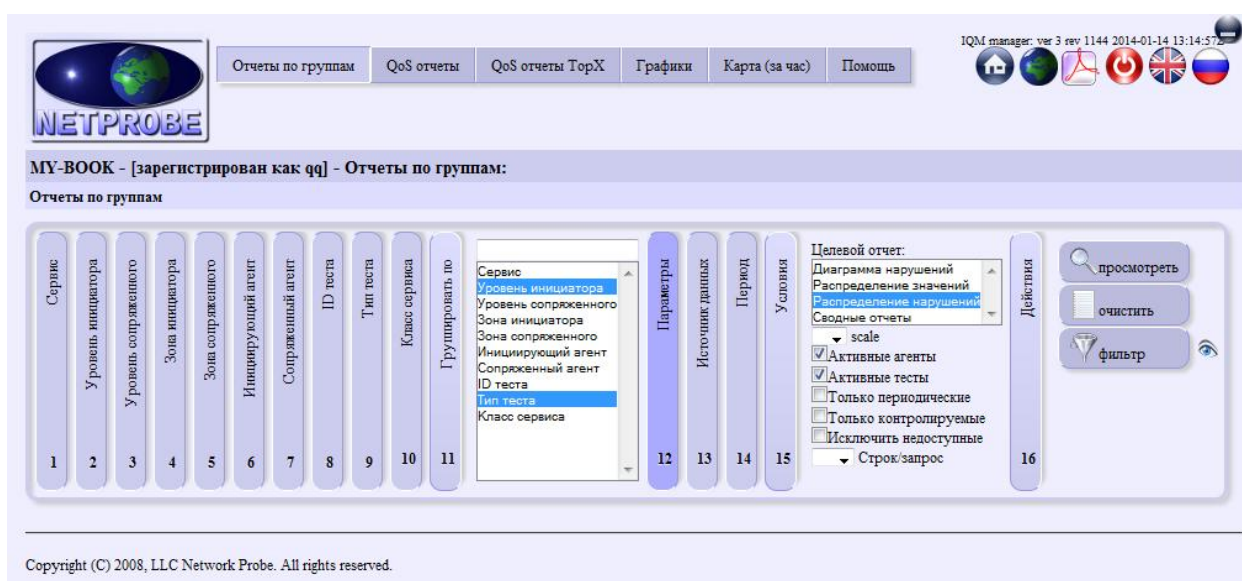 IQM manager: ver 3 rev 1144 2014-01-14 13:14:57Z
NETPROBE
Отчеты по группам
QoS отчеты
QoS отчеты TopX
Графики
Карта (за час)
Помощь
MY-BOOK - [зарегистрирован как qq] - Отчеты по группам:
Отчеты по группам
Сервис
1
Уровень инициатора
2
Уровень сопряженного
3
Зона инициатора
4
Зона сопряженного
5
Инициирующий агент
6
Сопряженный агент
7
ID теста
8
Тип теста
9
Класс сервиса
10
Группировать по
11
Сервис
Уровень инициатора
Уровень сопряженного
Зона инициатора
Зона сопряженного
Инициирующий агент
Сопряженный агент
ID теста
Тип теста
Класс сервиса
Параметры
12
Источник данных
13
Период
14
Условия
15
Целевой отчет:
Диаграмма нарушений
Распределение значений
Распределение нарушений
Сводные отчеты
scale
Активные агенты
Активные тесты
Только периодические
Только контролируемые
Исключить недоступные
Строк/запрос
Действия
16
просмотреть
очистить
фильтр
Copyright (C) 2008, LLC Network Probe. All rights reserved.